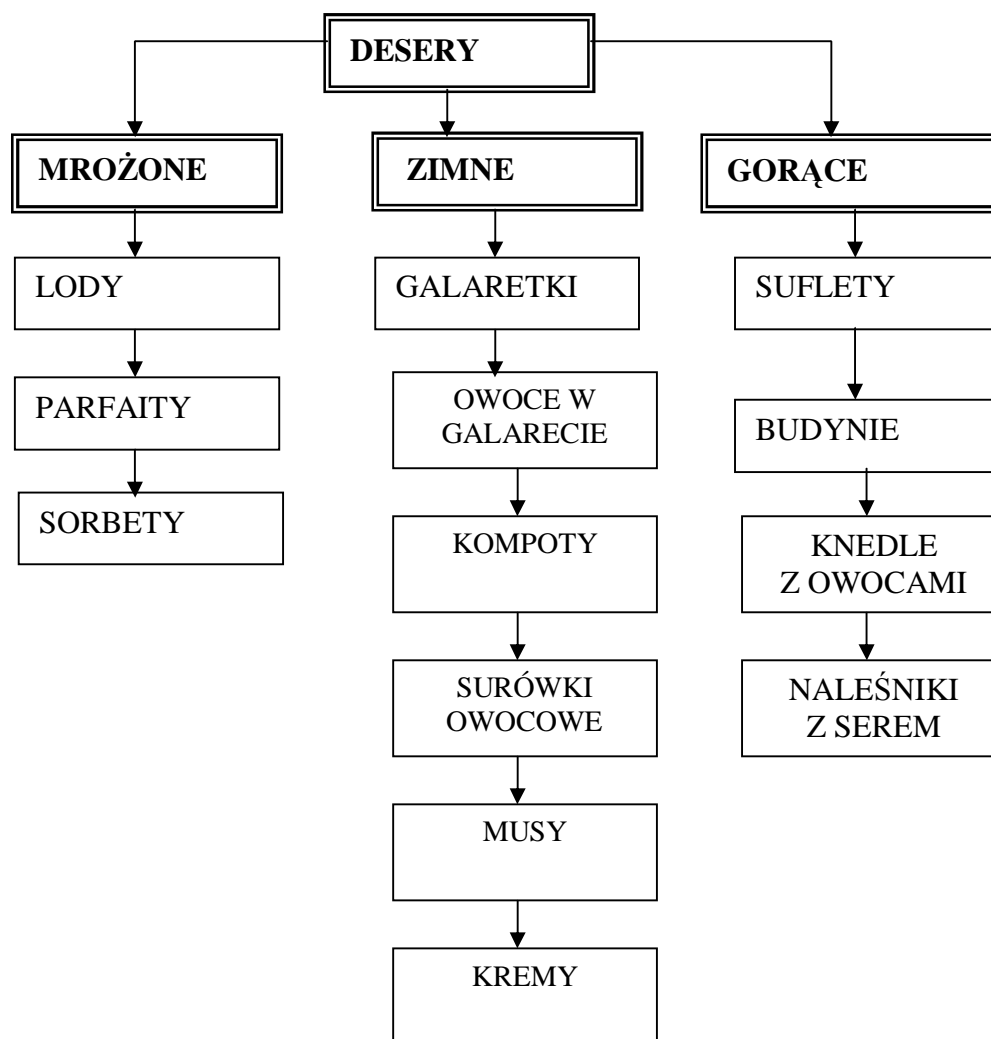 DESERY
MROŻONE
ZIMNE
GORĄCE
LODY
PARFAITY
SORBETY
GALARETKI
OWOCE W
GALARECIE
KOMPOTY
SURÓWKI
OWOCOWE
MUSY
KREMY
SUFLETY
BUDYNIE
KNEDLE
Z OWOCAMI
NALEŚNIKI
Z SEREM